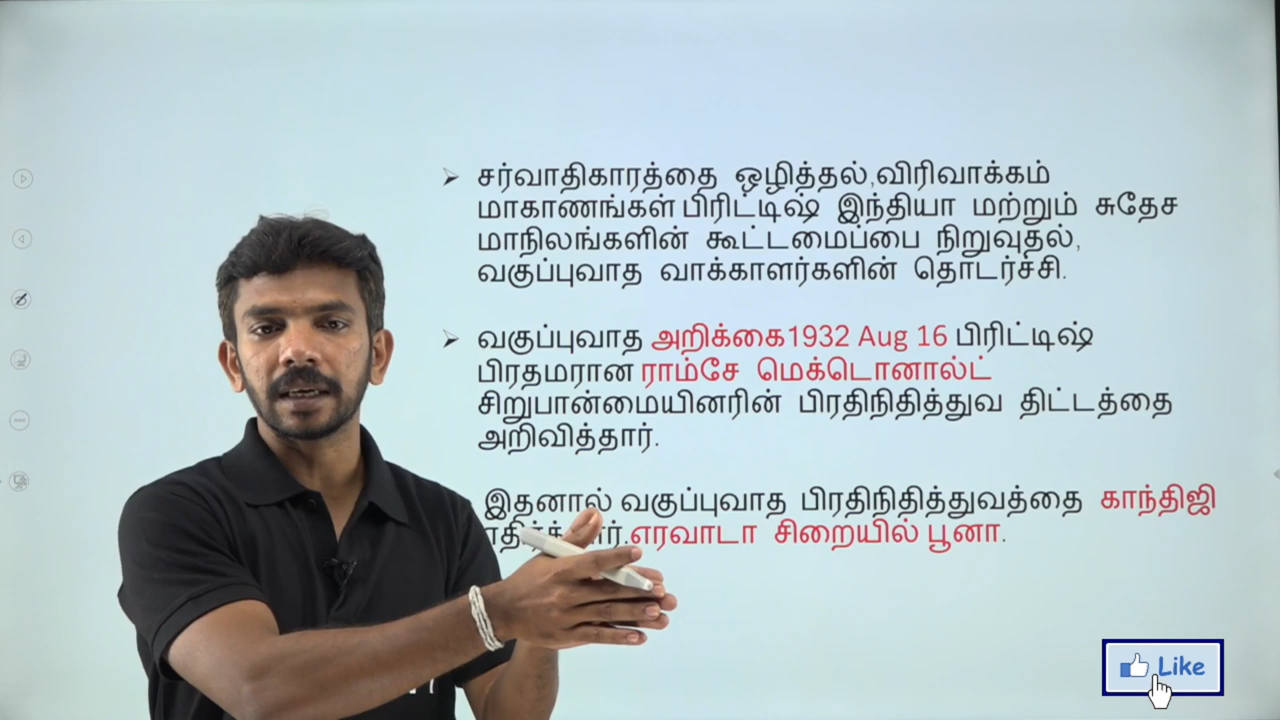 சர்வாதிகாரத்தை ஒழித்தல்,விரிவாக்கம்
மாகாணங்கள் பிரிட்டிஷ் இந்தியா மற்றும் சுதேச
மாநிலங்களின் கூட்டமைப்பை நிறுவுதல்,
வகுப்புவாத வாக்காளர்களின் தொடர்ச்சி.
வகுப்புவாத அறிக்கை1932 Aug 16 பிரிட்டிஷ்
பிரதமரான ராம்சே மெக்டொனால்ட்
சிறுபான்மையினரின் பிரதிநிதித்துவ திட்டத்தை
அறிவித்தார்.
இதனால் வகுப்புவாத பிரதிநிதித்துவத்தை காந்திஜி
எரவாடா சிறையில் பூனா.
Like